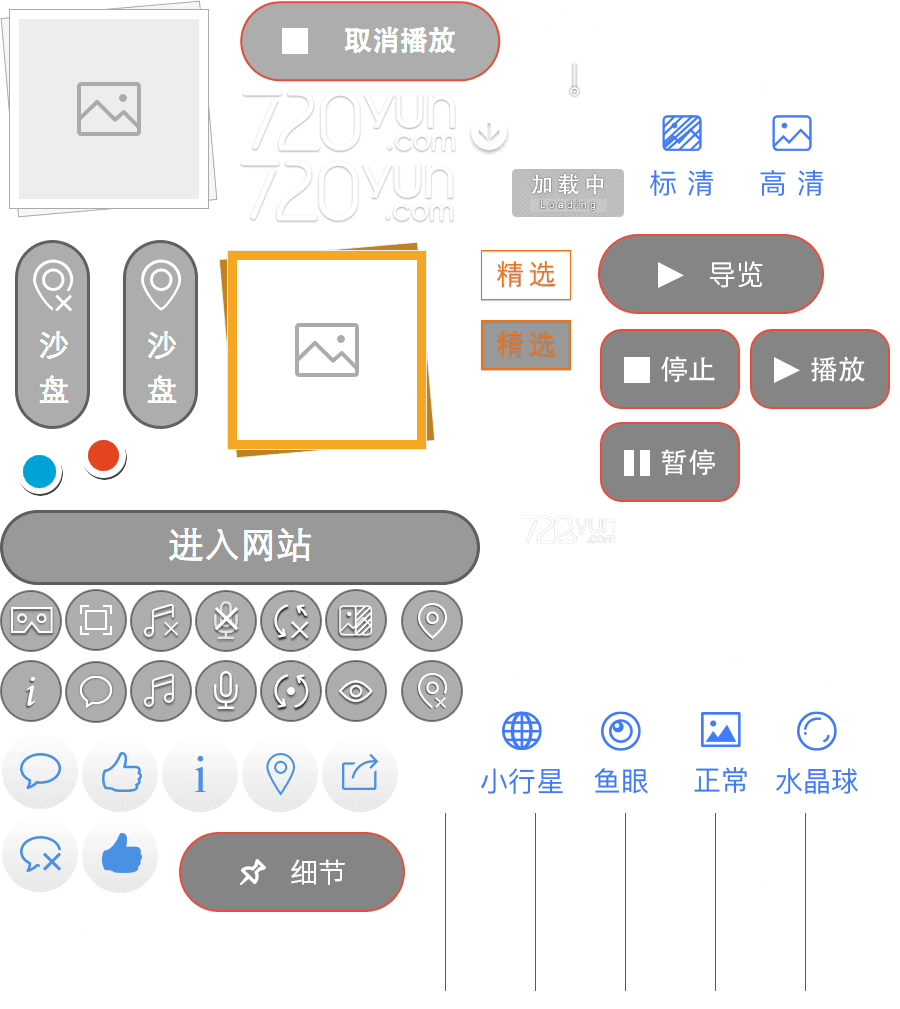 取消播放
720yun
.com
720yun
.com
标清
高清
加载中
Loading
沙
盘
沙
盘
精选
导览
精选
停止
播放
暂停
进入网站
720yun
.com
i
小行星
鱼眼
正常
水晶球
i
细节